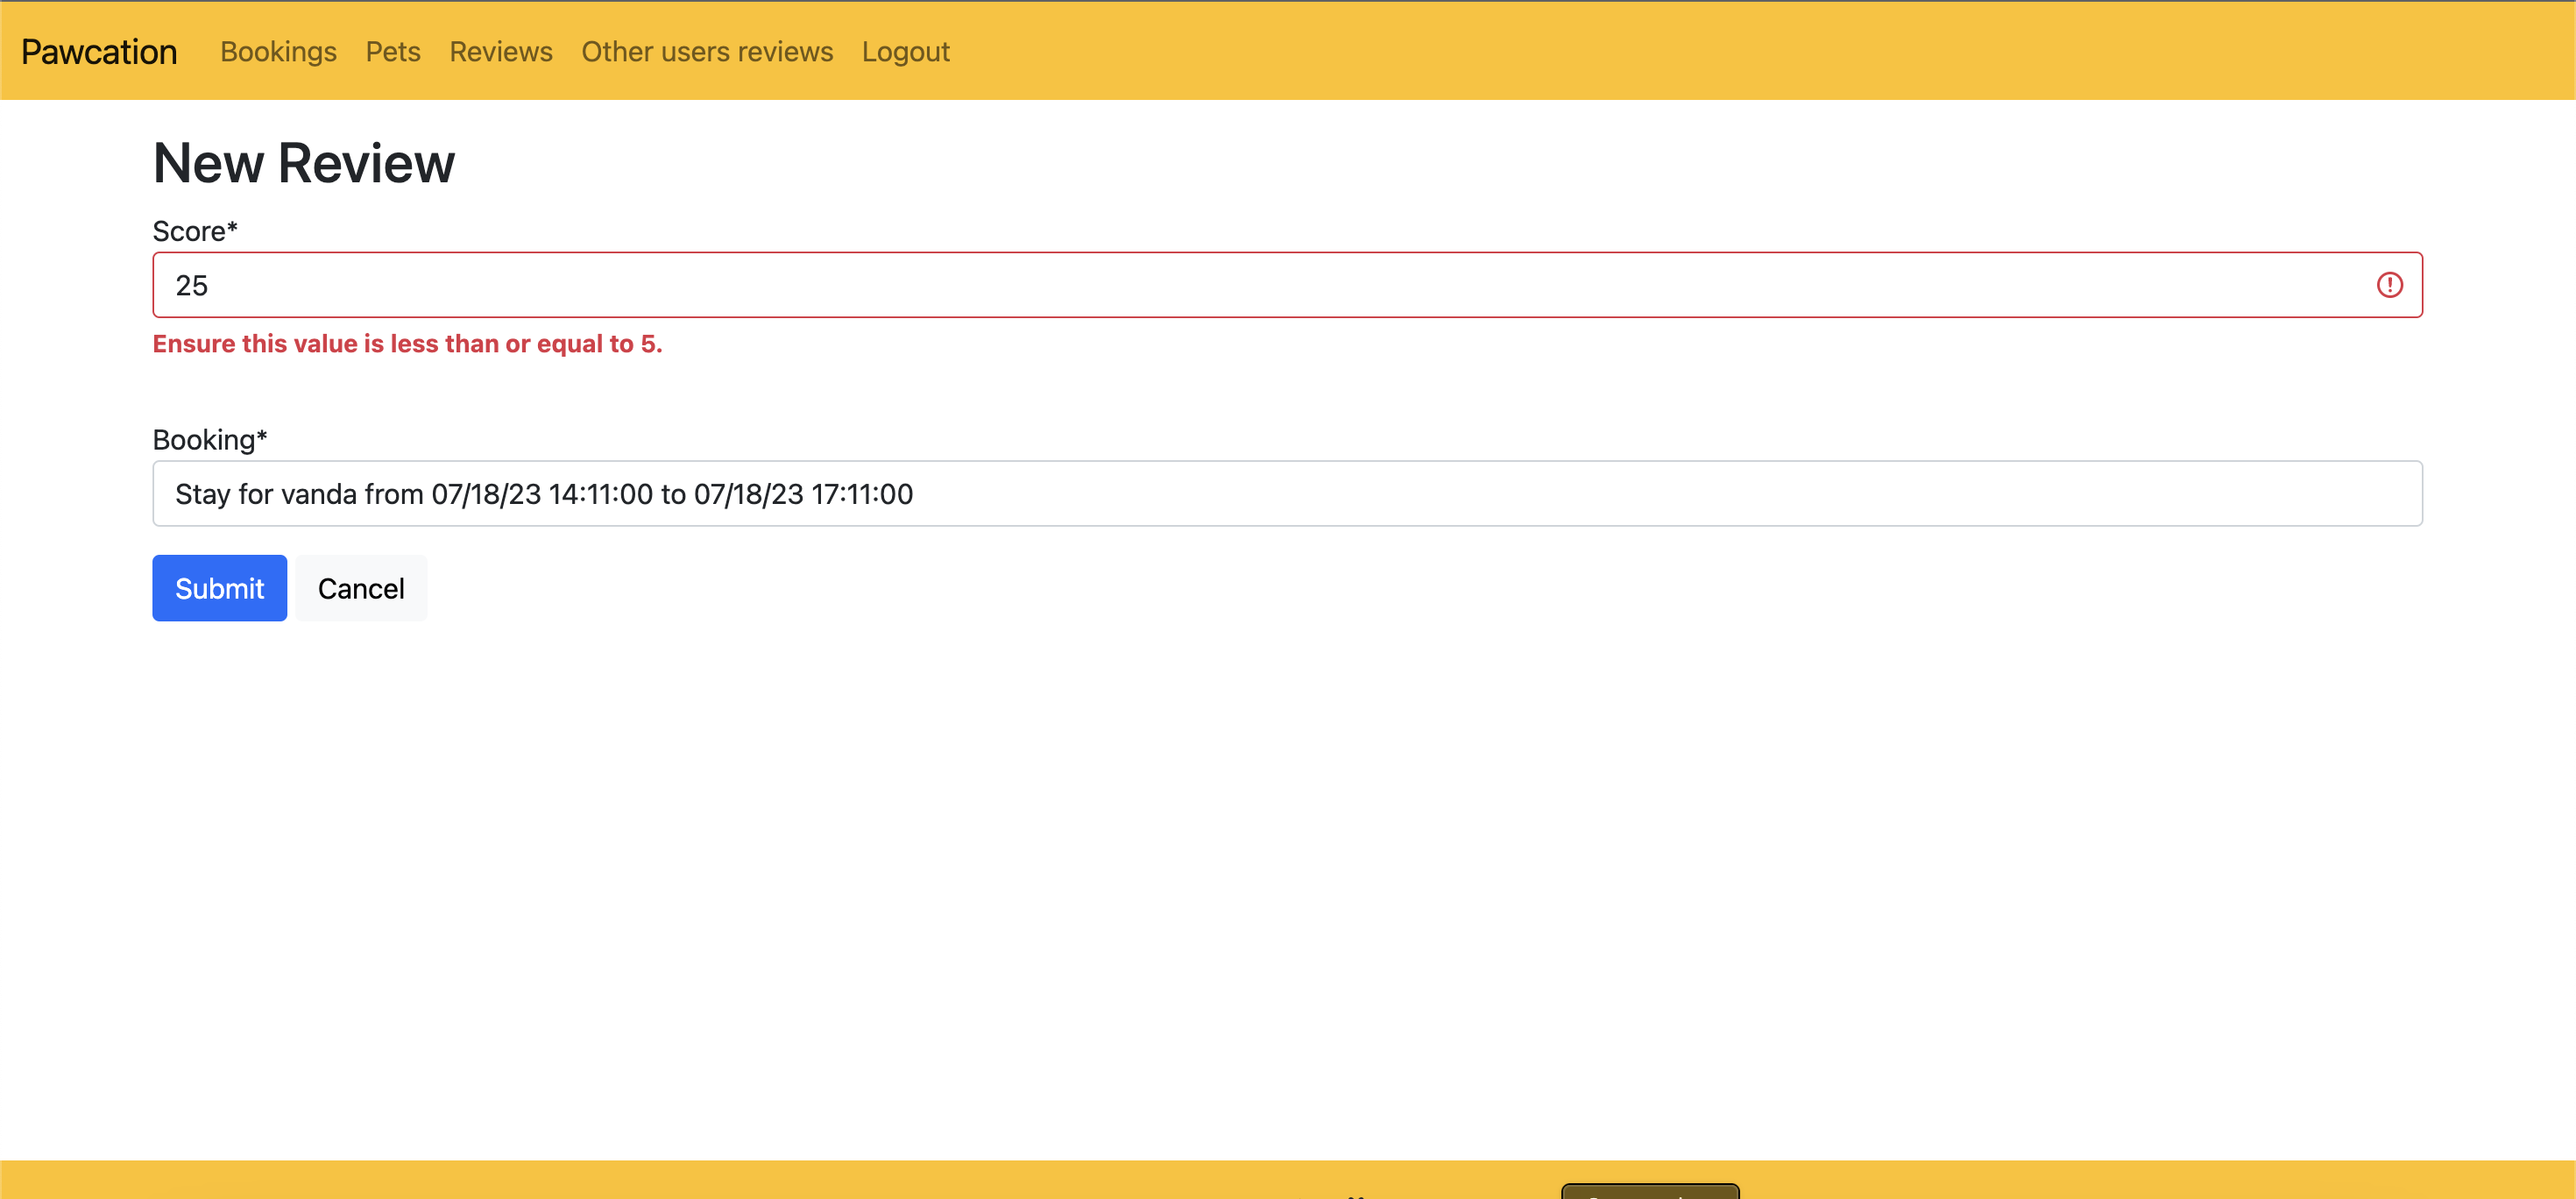 Pawcation Bookings Pets Reviews Other users reviews Logout
New Review
Score*
25
Ensure this value is less than or equal to 5.
Booking*
Stay for vanda from 07/18/23 14:11:00 to 07/18/23 17:11:00
Submit Cancel